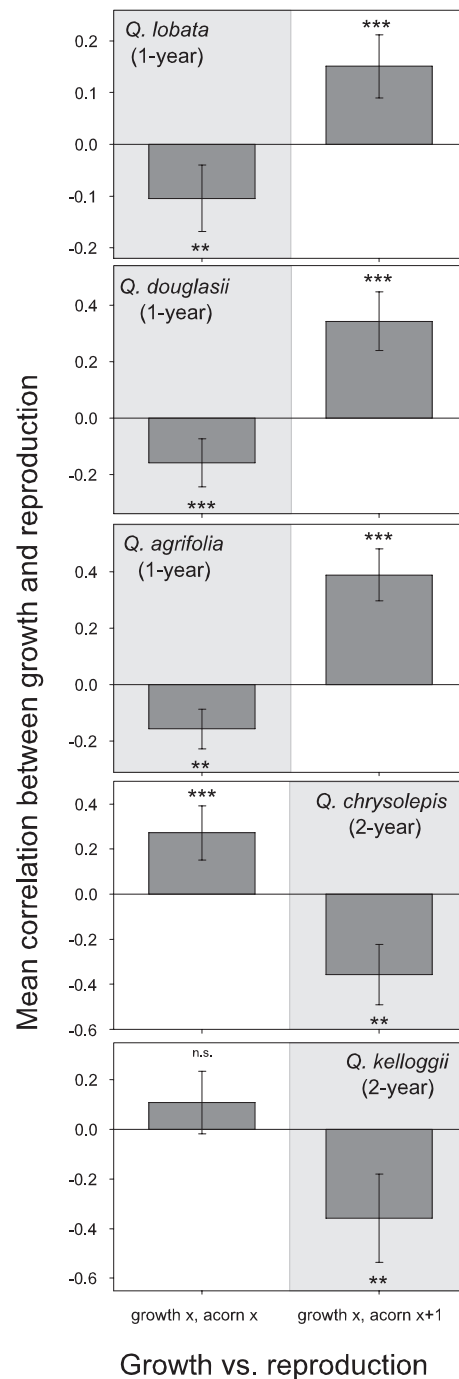 Mean correlation between growth and reproduction
Q. lobata
(1-year)
***
0.2
0.1
0.0
-0.1
-0.2
**
Q. douglasii
(1-year)
***
0.4
0.2
0.0
-0.2
***
Q. agrifolia
(1-year)
***
0.4
0.2
0.0
-0.2
**
***
Q. chrysolepis
(2-year)
0.4
0.2
0.0
-0.2
-0.4
-0.6
**
n.s.
Q. kelloggii
(2-year)
0.2
0.0
-0.2
-0.4
-0.6
**
growth x, acorn x
growth x, acorn x+1
Growth vs. reproduction